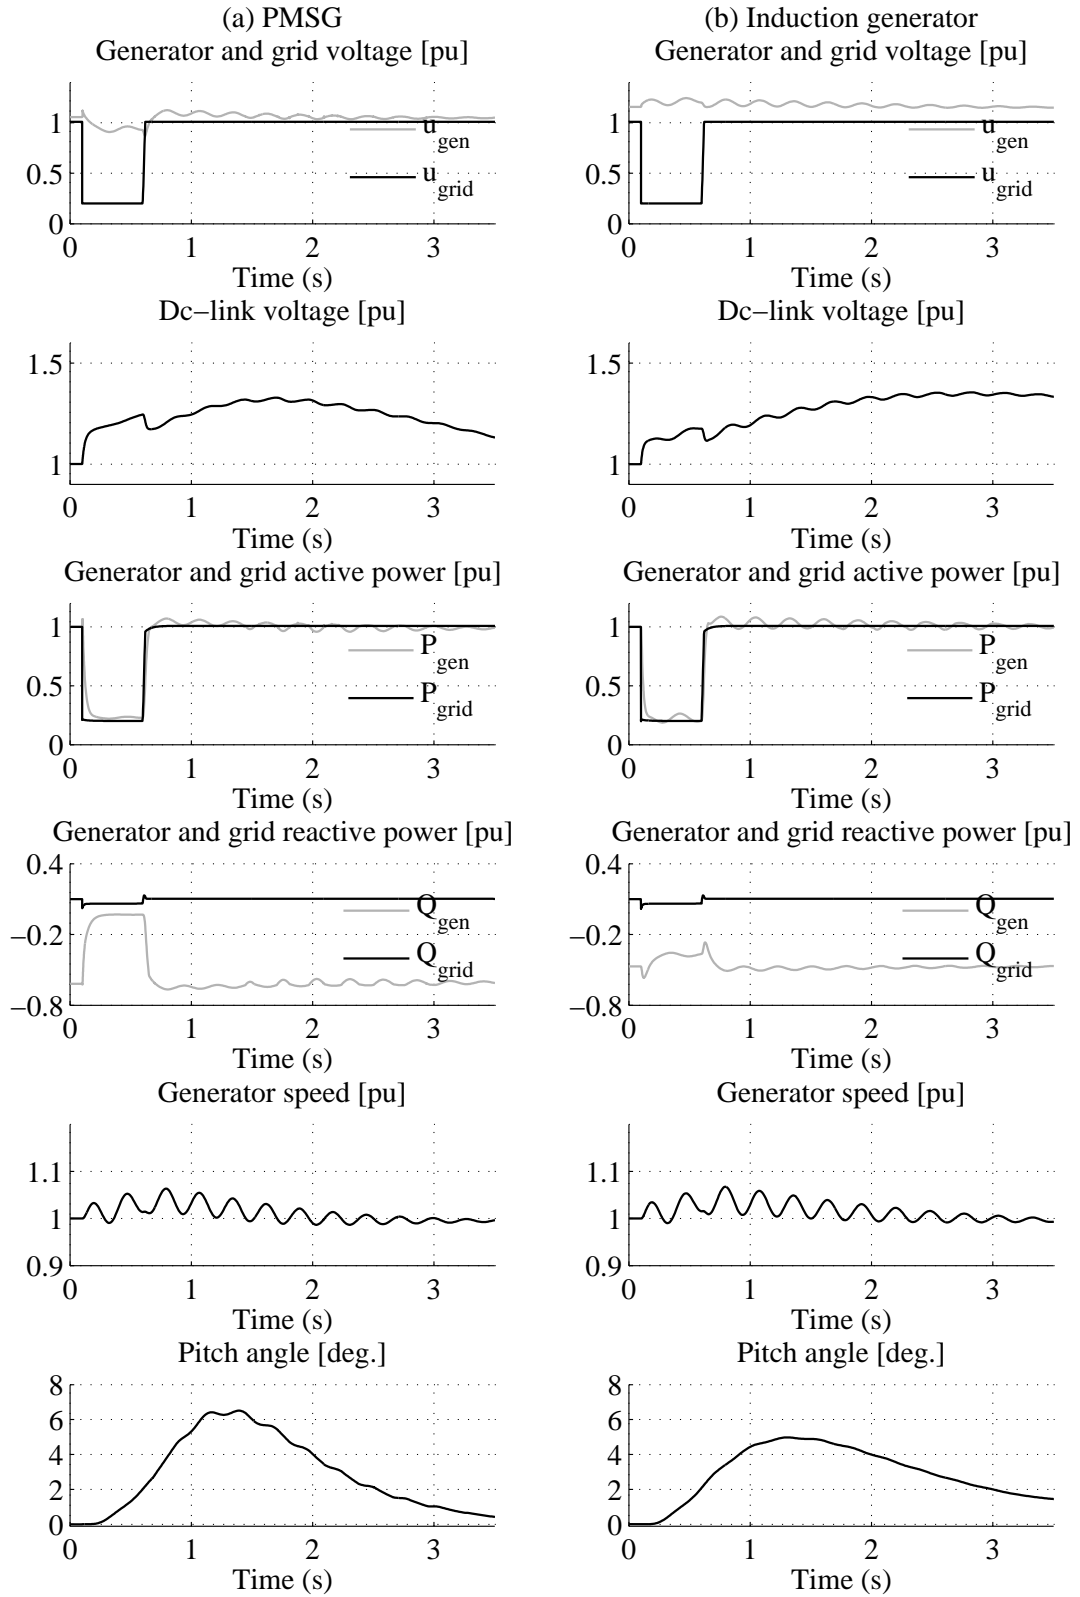 (a) PMSG
Generator and grid voltage [pu]
1
0.5
0
u gen
u grid
0 1 2 3
Time (s)
Dc−link voltage [pu]
1.5
1
0 1 2 3
Time (s)
Generator and grid active power [pu]
1
0.5
0
P gen
P grid
0 1 2 3
Time (s)
Generator and grid reactive power [pu]
0.4
−0.2
−0.8
Q gen
Q grid
0 1 2 3
Time (s)
Generator speed [pu]
1.1
1
0.9
0 1 2 3
Time (s)
Pitch angle [deg.]
8
6
4
2
0
0 1 2 3
Time (s)
(b) Induction generator
Generator and grid voltage [pu]
1
0.5
0
u gen
u grid
0 1 2 3
Time (s)
Dc−link voltage [pu]
1.5
1
0 1 2 3
Time (s)
Generator and grid active power [pu]
1
0.5
0
P gen
P grid
0 1 2 3
Time (s)
Generator and grid reactive power [pu]
0.4
−0.2
−0.8
Q gen
Q grid
0 1 2 3
Time (s)
Generator speed [pu]
1.1
1
0.9
0 1 2 3
Time (s)
Pitch angle [deg.]
8
6
4
2
0
0 1 2 3
Time (s)